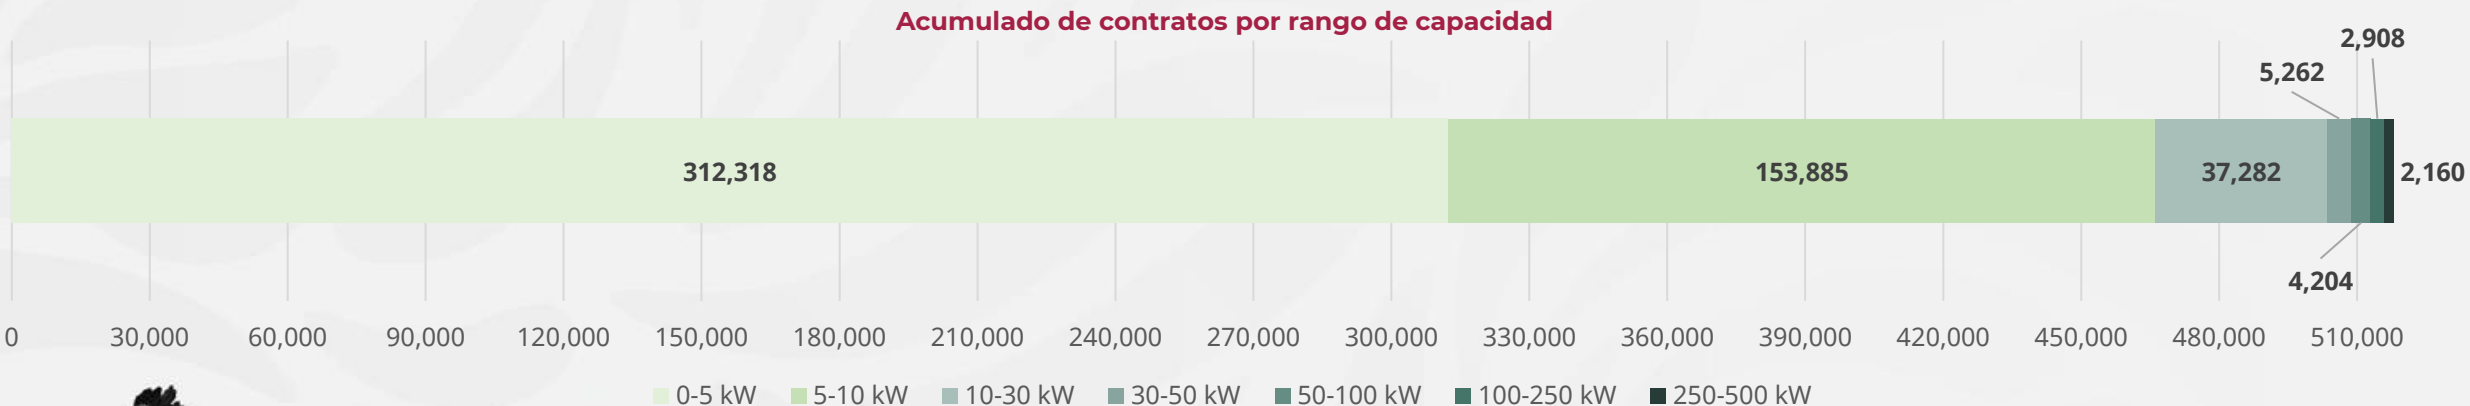 Acumulado de contratos por rango de capacidad
2,908
5,262
312,318 153,885 37,282 2,160
4,204
0 30,000 60,000 90,000 120,000 150,000 180,000 210,000 240,000 270,000 300,000 330,000 360,000 390,000 420,000 450,000 480,000 510,000
0-5 kW 5-10 kW 10-30 kW 30-50 kW 50-100 kW 100-250 kW 250-500 kW